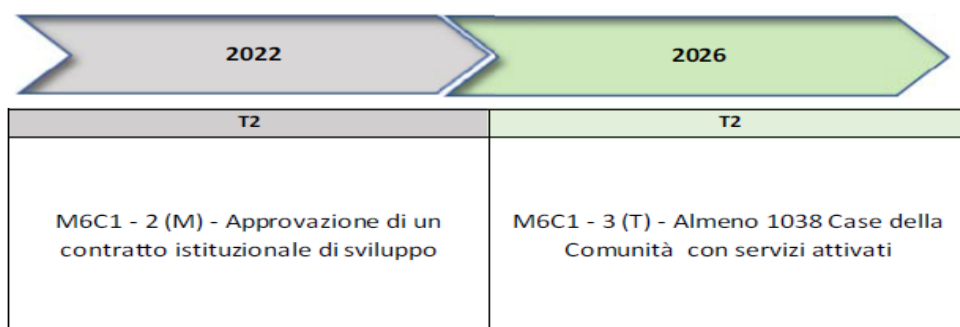 2022
2026
T2
T2
M6C1 - 2 (M) - Approvazione di un
contratto istituzionale di sviluppo
M6C1 - 3 (T) - Almeno 1038 Case della
Comunità con servizi attivati